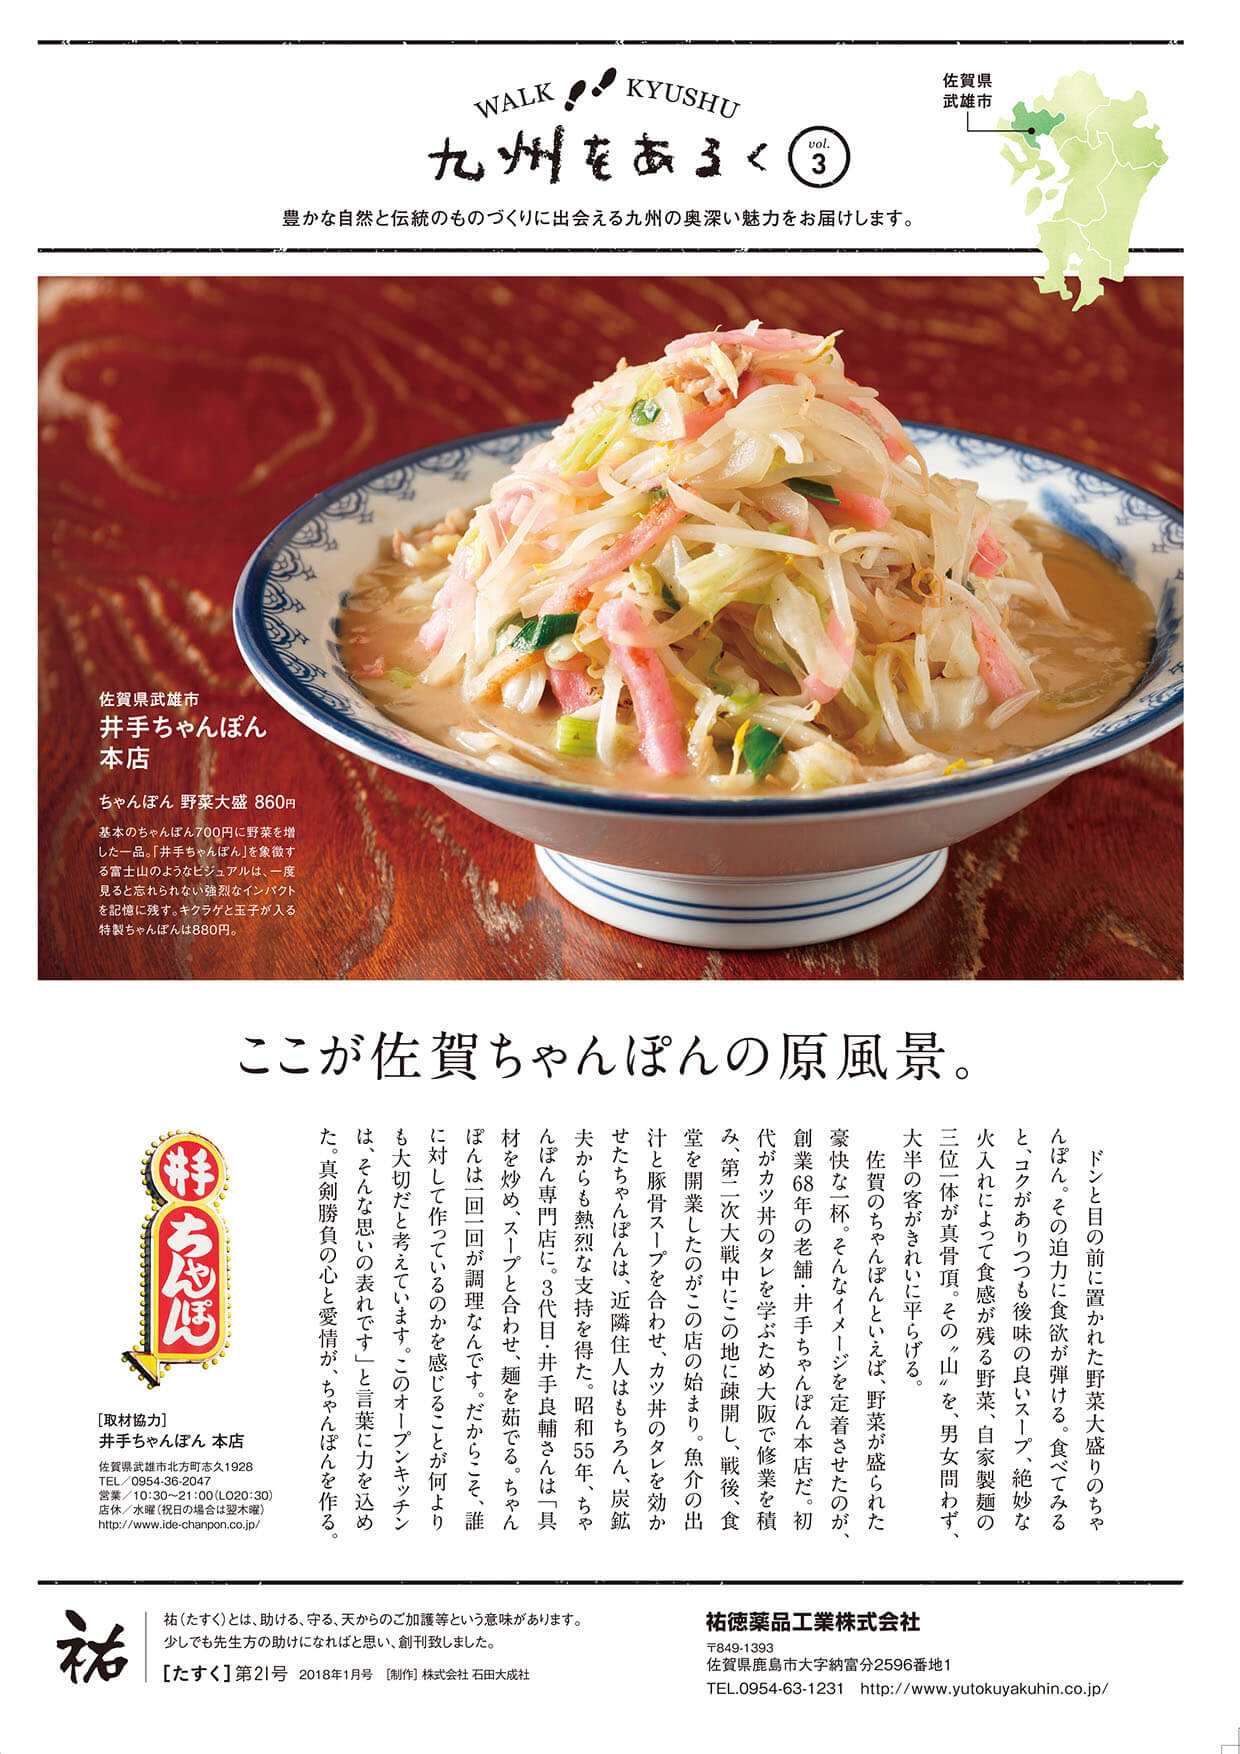 WALK KYUSHU
九州をあるく vol. 3
豊かな自然と伝統のものづくりに出会える九州の奥深い魅力をお届けします。
佐賀県
武雄市
佐賀県武雄市
井手ちゃんぽん
本店
ちゃんぽん 野菜大盛 860円
基本のちゃんぽん700円に野菜を増
した一品。「井手ちゃんぽん」を象徴す
る富士山のようなビジュアルは、一度
見ると忘れられない強烈なインパクト
を記憶に残す。キクラゲと玉子が入る
特製ちゃんぽんは880円。
ここが佐賀ちゃんぽんの原風景。
ドンと目の前に置かれた野菜大盛りのちゃ
んぽん。その迫力に食欲が弾ける。食べてみる
と、コクがありつつも後味の良いスープ、絶妙な
火入れによって食感が残る野菜、自家製麺の
三位一体が真骨頂。その〝山〟を、男女問わず、
大半の客がきれいに平らげる。
佐賀のちゃんぽんといえば、野菜が盛られた
豪快な一杯。そんなイメージを定着させたのが、
創業68年の老舗・井手ちゃんぽん本店だ。初
代がカツ丼のタレを学ぶため大阪で修業を積
み、第二次大戦中にこの地に疎開し、戦後、食
堂を開業したのがこの店の始まり。魚介の出
汁と豚骨スープを合わせ、カツ丼のタレを効か
せたちゃんぽんは、近隣住人はもちろん、炭鉱
夫からも熱烈な支持を得た。昭和55年、ちゃ
んぽん専門店に。3代目・井手良輔さんは「具
材を炒め、スープと合わせ、麺を茹でる。ちゃん
ぽんは一回一回が調理なんです。だからこそ、誰
に対して作っているのかを感じることが何より
も大切だと考えています。このオープンキッチン
は、そんな思いの表れです」と言葉に力を込め
た。真剣勝負の心と愛情が、ちゃんぽんを作る。
井手
ちゃんぽん
［取材協力］
井手ちゃんぽん 本店
佐賀県武雄市北方町志久1928
TEL／0954-36-2047
営業／10：30～21：00（LO20：30）
店休／水曜（祝日の場合は翌木曜）
http://www.ide-chanpon.co.jp/
祐
祐（たすく）とは、助ける、守る、天からのご加護等という意味があります。
少しでも先生方の助けになればと思い、創刊致しました。
［たすく］第21号 2018年1月号 ［制作］株式会社 石田大成社
祐徳薬品工業株式会社
〒849-1393
佐賀県鹿島市大字納富分2596番地1
TEL.0954-63-1231 http://www.yutokuyakuhin.co.jp/